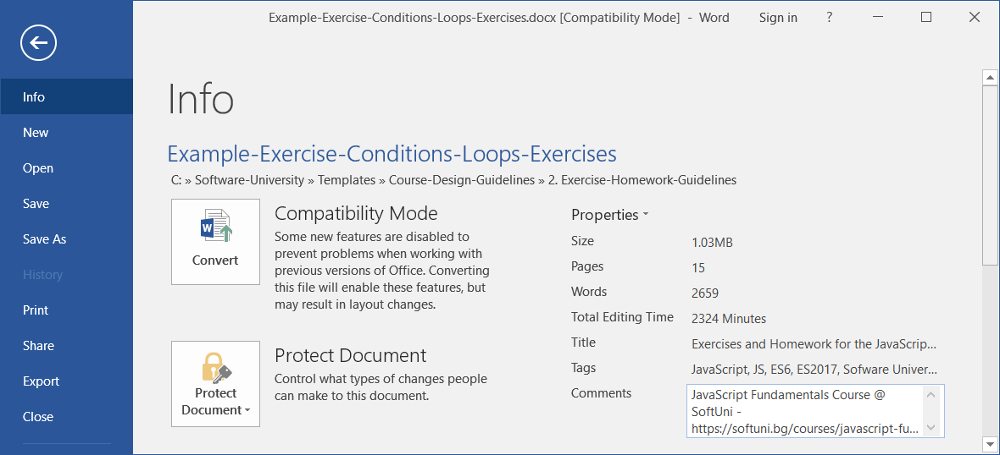 Example-Exercise-Conditions-Loops-Exercises.docx [Compatibility Mode] - Word
Sign in
?
Info
New
Open
Save
Save As
History
Print
Share
Export
Close
Info
Example-Exercise-Conditions-Loops-Exercises
C: » Software-University » Templates » Course-Design-Guidelines » 2. Exercise-Homework-Guidelines
W
Convert
Compatibility Mode
Some new features are disabled to
prevent problems when working with
previous versions of Office. Converting
this file will enable these features, but
may result in layout changes.
Protect
Document
Protect Document
Control what types of changes people
can make to this document.
Properties
Size 1.03MB
Pages 15
Words 2659
Total Editing Time 2324 Minutes
Title Exercises and Homework for the JavaScrip...
Tags JavaScript, JS, ES6, ES2017, Sofware Univer...
Comments JavaScript Fundamentals Course @
SoftUni -
https://softuni.bg/courses/javascript-fu...